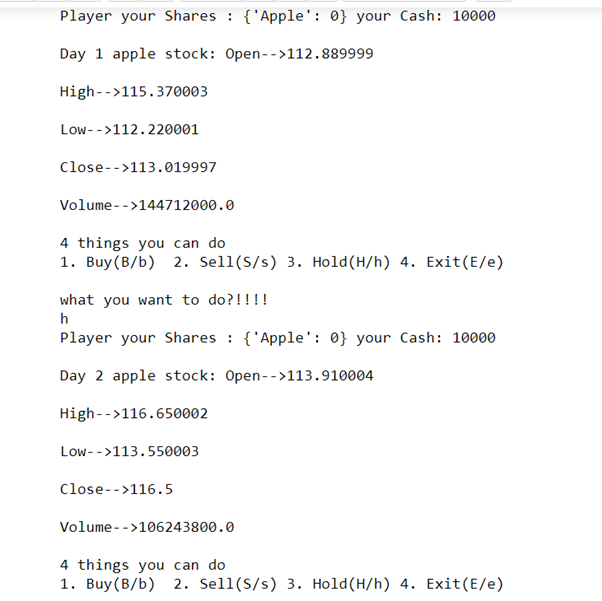 Player your Shares : {'Apple': 0} your Cash: 10000
Day 1 apple stock: Open-->112.889999
High-->115.370003
Low-->112.220001
Close-->113.019997
Volume-->144712000.0
4 things you can do
1. Buy(B/b)  2. Sell(S/s) 3. Hold(H/h) 4. Exit(E/e)
what you want to do?!!!!
h
Player your Shares : {'Apple': 0} your Cash: 10000
Day 2 apple stock: Open-->113.910004
High-->116.650002
Low-->113.550003
Close-->116.5
Volume-->106243800.0
4 things you can do
1. Buy(B/b)  2. Sell(S/s) 3. Hold(H/h) 4. Exit(E/e)